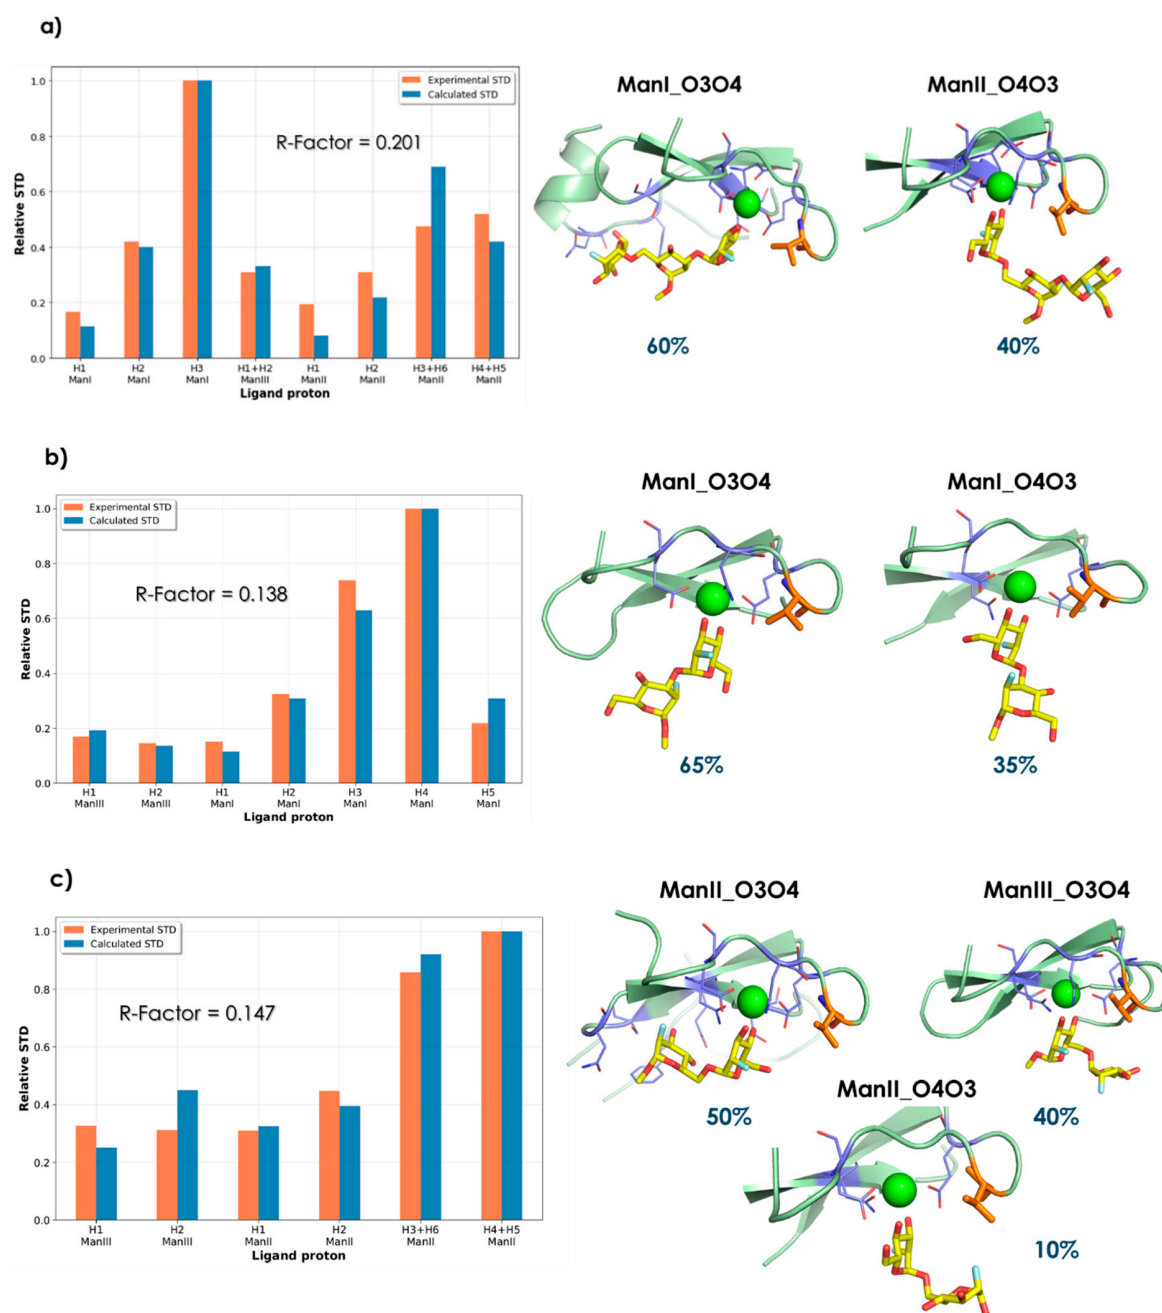 a)
Experimental STD
Calculated STD
R-Factor = 0.201
Relative STD
1.0
0.8
0.6
0.4
0.2
0.0
H1 H2 H3 H1+H2 H1 H2 H3+H6 H4+H5
ManI ManI ManI ManIII ManII ManII ManII ManII
Ligand proton
ManI_O3O4
60%
ManII_O4O3
40%
b)
Experimental STD
Calculated STD
R-Factor = 0.138
Relative STD
1.0
0.8
0.6
0.4
0.2
0.0
H1 H2 H1 H2 H3 H4 H5
ManIII ManIII ManI ManI ManI ManI ManI
Ligand proton
ManI_O3O4
65%
ManI_O4O3
35%
c)
Experimental STD
Calculated STD
R-Factor = 0.147
Relative STD
1.0
0.8
0.6
0.4
0.2
0.0
H1 H2 H1 H2 H3+H6 H4+H5
ManIII ManIII ManII ManII ManII ManII
Ligand proton
ManII_O3O4
50%
ManIII_O3O4
40%
ManII_O4O3
10%